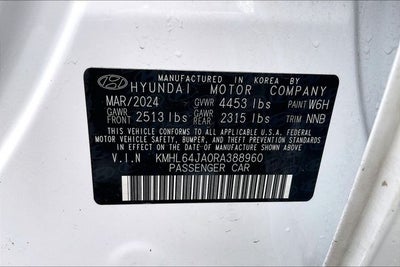 MANUFACTURED IN KOREA BY
HYUNDAI MOTOR COMPANY
MAR/2024 GVWR 4453 lbs PAINT W6H
GAWR FRONT 2513 lbs GAWR REAR 2315 lbs TRIM NNB
THIS VEHICLE CONFORMS TO ALL APPLICABLE U.S. FEDERAL
MOTOR VEHICLE SAFETY, BUMPER, AND THEFT PREVENTION
STANDARDS IN EFFECT ON THE DATE OF MANUFACTURE SHOWN ABOVE.
V.I.N KMHL64JA0RA388960
PASSENGER CAR